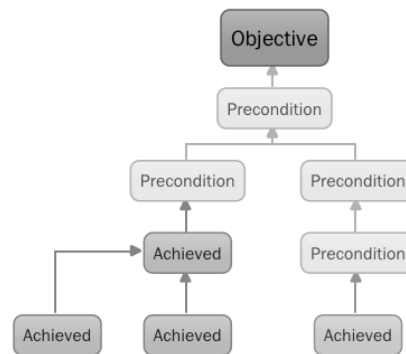 Objective
Precondition
Precondition
Precondition
Achieved
Precondition
Achieved
Achieved
Achieved